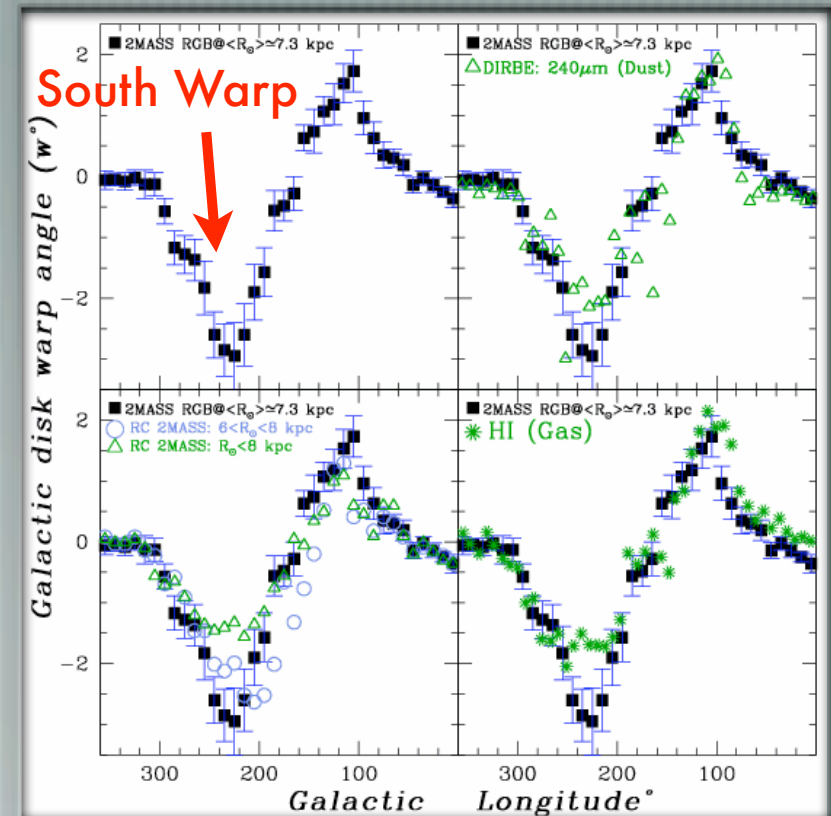 2MASS RGB@<R⊙>≃7.3 kpc
South Warp
2MASS RGB@<R⊙>≃7.3 kpc
DIRBE: 240μm (Dust)
2
0
-2
2MASS RGB@<R⊙>≃7.3 kpc
RC 2MASS: 6<R⊙<8 kpc
RC 2MASS: R⊙<8 kpc
2MASS RGB@<R⊙>≃7.3 kpc
HI (Gas)
2
0
-2
300 200 100 300 200 100
Galactic Longitude°
Galactic disk warp angle (w°)